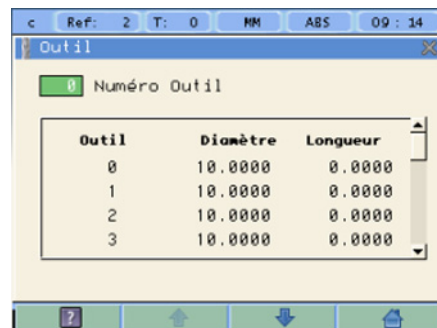 c Ref: 2 T: 0 MM ABS 09 : 14
Outil
0 Numéro Outil
Outil Diamètre Longueur
0 10.0000 0.0000
1 10.0000 0.0000
2 10.0000 0.0000
3 10.0000 0.0000
?